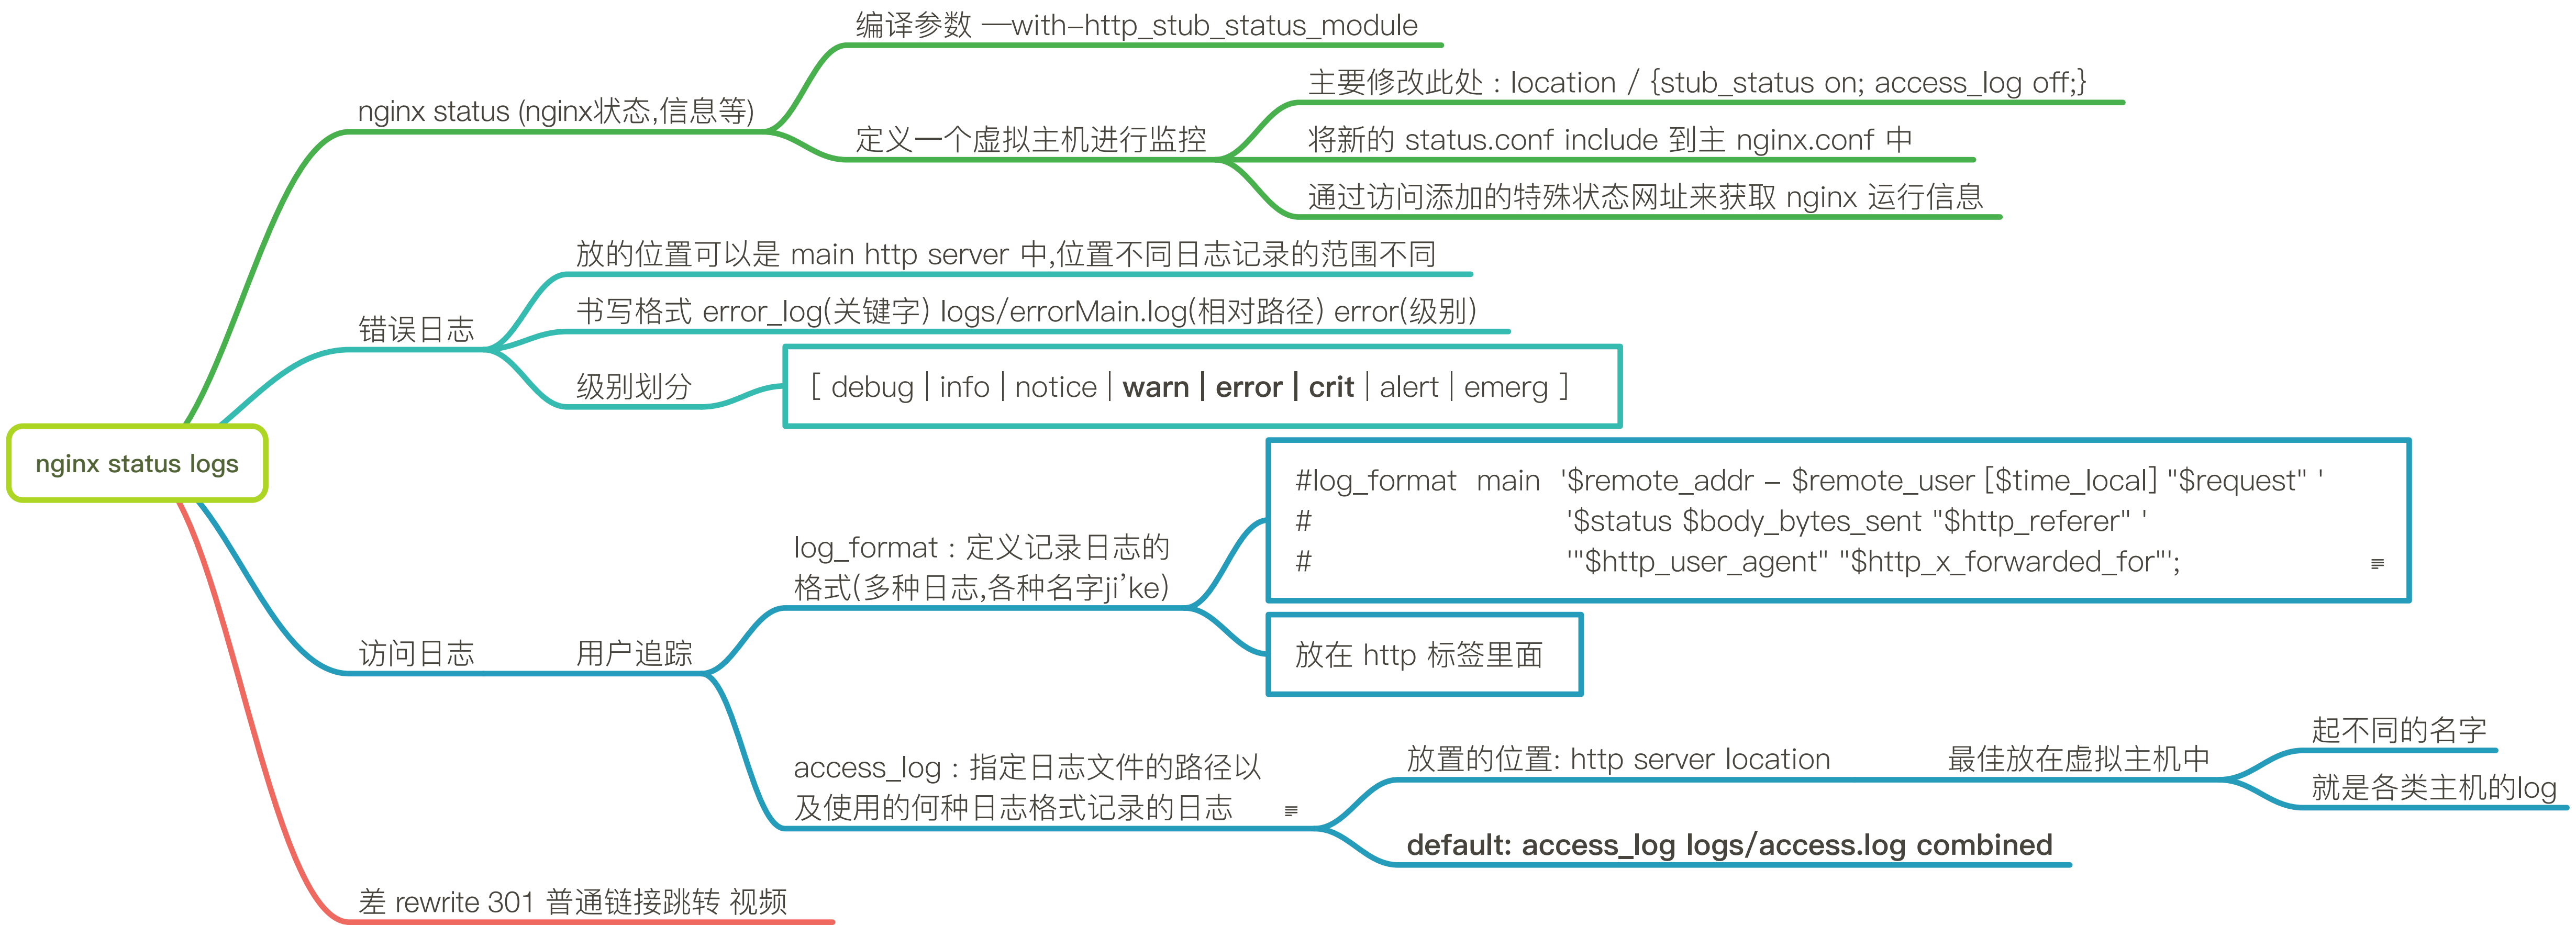 编译参数 —with-http_stub_status_module
主要修改此处 : location / {stub_status on; access_log off;}
nginx status (nginx状态,信息等)
定义一个虚拟主机进行监控
将新的 status.conf include 到主 nginx.conf 中
通过访问添加的特殊状态网址来获取 nginx 运行信息
放的位置可以是 main http server 中,位置不同日志记录的范围不同
书写格式 error_log(关键字) logs/errorMain.log(相对路径) error(级别)
错误日志
级别划分
[ debug | info | notice | warn | error | crit | alert | emerg ]
nginx status logs
#log_format  main  '$remote_addr - $remote_user [$time_local] "$request" '
#                  '$status $body_bytes_sent "$http_referer" '
#                  '"$http_user_agent" "$http_x_forwarded_for"';
log_format : 定义记录日志的
格式(多种日志,各种名字ji’ke)
访问日志
用户追踪
放在 http 标签里面
access_log : 指定日志文件的路径以
及使用的何种日志格式记录的日志
放置的位置: http server location
最佳放在虚拟主机中
起不同的名字
就是各类主机的log
default: access_log logs/access.log combined
差 rewrite 301 普通链接跳转 视频